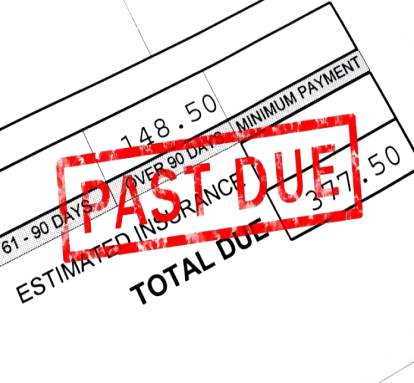 148.50
61 - 90 DAYS OVER 90 DAYS MINIMUM PAYMENT
ESTIMATED INSURANCE
TOTAL DUE 377.50
PAST DUE